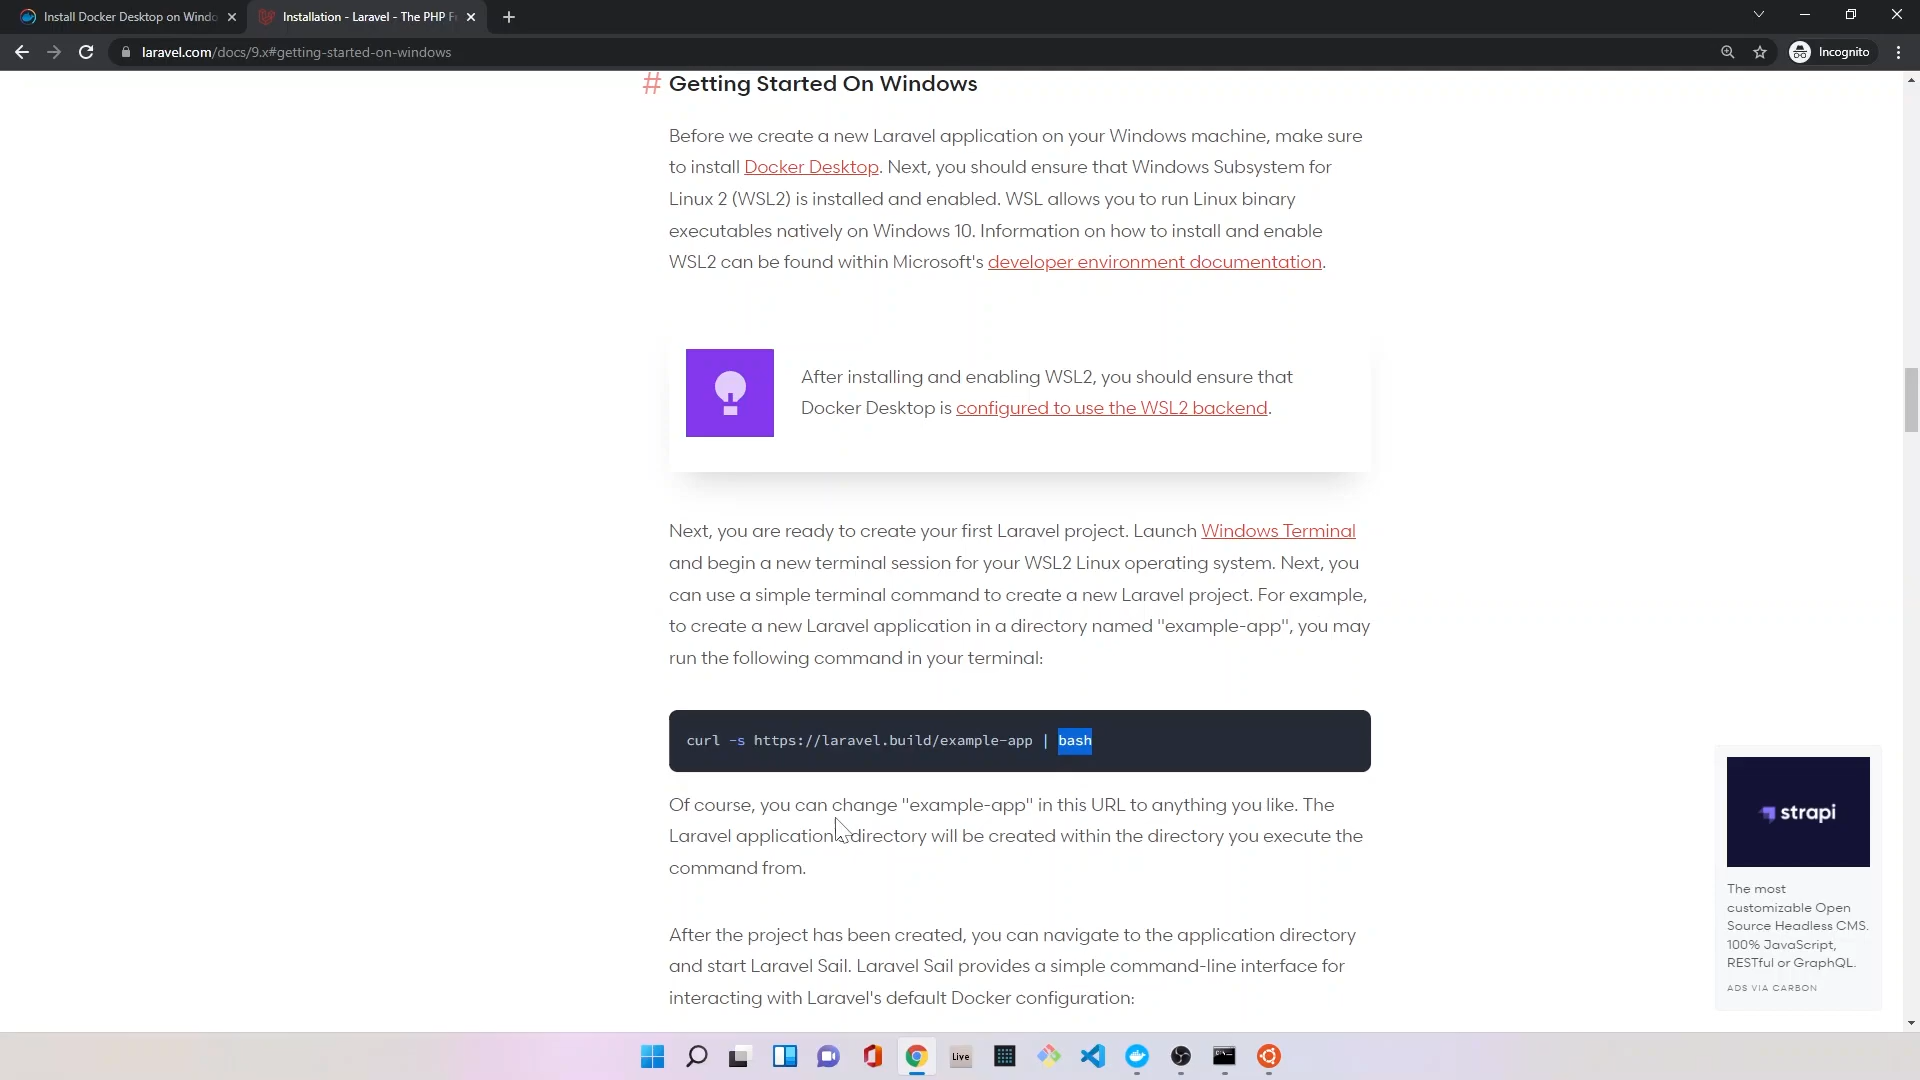 Install Docker Desktop on Windo
Installation - Laravel - The PHP F
laravel.com/docs/9.x#getting-started-on-windows
Incognito
# Getting Started On Windows
Before we create a new Laravel application on your Windows machine, make sure
to install Docker Desktop. Next, you should ensure that Windows Subsystem for
Linux 2 (WSL2) is installed and enabled. WSL allows you to run Linux binary
executables natively on Windows 10. Information on how to install and enable
WSL2 can be found within Microsoft's developer environment documentation.
After installing and enabling WSL2, you should ensure that
Docker Desktop is configured to use the WSL2 backend.
Next, you are ready to create your first Laravel project. Launch Windows Terminal
and begin a new terminal session for your WSL2 Linux operating system. Next, you
can use a simple terminal command to create a new Laravel project. For example,
to create a new Laravel application in a directory named "example-app", you may
run the following command in your terminal:
curl -s https://laravel.build/example-app | bash
Of course, you can change "example-app" in this URL to anything you like. The
Laravel application directory will be created within the directory you execute the
command from.
After the project has been created, you can navigate to the application directory
and start Laravel Sail. Laravel Sail provides a simple command-line interface for
interacting with Laravel's default Docker configuration:
strapi
The most
customizable Open
Source Headless CMS.
100% JavaScript,
RESTful or GraphQL.
ADS VIA CARBON
Live